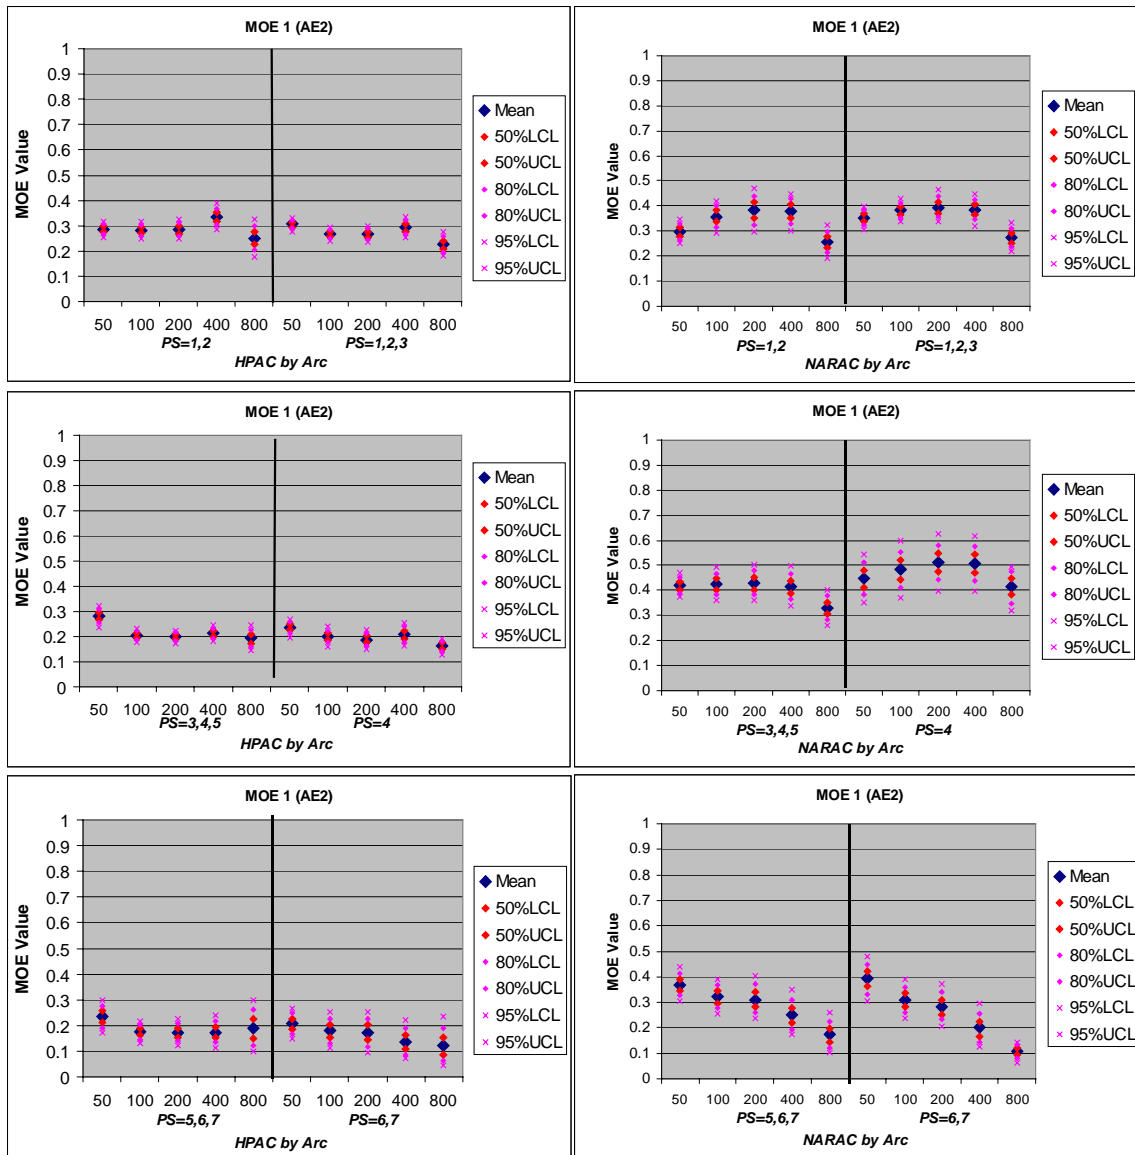 MOE 1 (AE2)
MOE Value
1
0.9
0.8
0.7
0.6
0.5
0.4
0.3
0.2
0.1
0
50 100 200 400 800 50 100 200 400 800
PS=1,2 PS=1,2,3
HPAC by Arc
Mean
50%LCL
50%UCL
80%LCL
80%UCL
95%LCL
95%UCL
MOE 1 (AE2)
MOE Value
1
0.9
0.8
0.7
0.6
0.5
0.4
0.3
0.2
0.1
0
50 100 200 400 800 50 100 200 400 800
PS=1,2 PS=1,2,3
NARAC by Arc
Mean
50%LCL
50%UCL
80%LCL
80%UCL
95%LCL
95%UCL
MOE 1 (AE2)
MOE Value
1
0.9
0.8
0.7
0.6
0.5
0.4
0.3
0.2
0.1
0
50 100 200 400 800 50 100 200 400 800
PS=3,4,5 PS=4
HPAC by Arc
Mean
50%LCL
50%UCL
80%LCL
80%UCL
95%LCL
95%UCL
MOE 1 (AE2)
MOE Value
1
0.9
0.8
0.7
0.6
0.5
0.4
0.3
0.2
0.1
0
50 100 200 400 800 50 100 200 400 800
PS=3,4,5 PS=4
NARAC by Arc
Mean
50%LCL
50%UCL
80%LCL
80%UCL
95%LCL
95%UCL
MOE 1 (AE2)
MOE Value
1
0.9
0.8
0.7
0.6
0.5
0.4
0.3
0.2
0.1
0
50 100 200 400 800 50 100 200 400 800
PS=5,6,7 PS=6,7
HPAC by Arc
Mean
50%LCL
50%UCL
80%LCL
80%UCL
95%LCL
95%UCL
MOE 1 (AE2)
MOE Value
1
0.9
0.8
0.7
0.6
0.5
0.4
0.3
0.2
0.1
0
50 100 200 400 800 50 100 200 400 800
PS=5,6,7 PS=6,7
NARAC by Arc
Mean
50%LCL
50%UCL
80%LCL
80%UCL
95%LCL
95%UCL